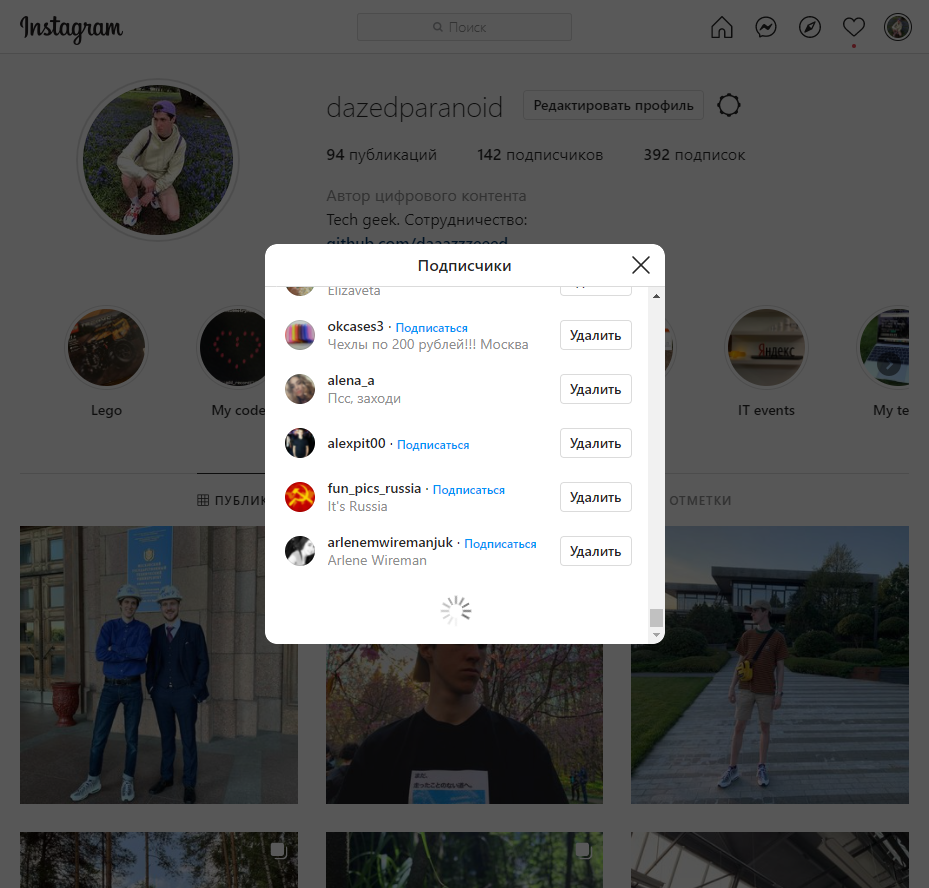 Instagram
Поиск
dazedparanoid
Редактировать профиль
94 публикаций 142 подписчиков 392 подписок
Автор цифрового контента
Tech geek. Сотрудничество:
github.com/daaazzzeeed
Подписчики
Elizaveta
okcases3 · Подписаться
Чехлы по 200 рублей!!! Москва
Удалить
alena_a
Псс, заходи
Удалить
alexpit00 · Подписаться
Удалить
fun_pics_russia · Подписаться
It's Russia
Удалить
arlenemwiremanjuk · Подписаться
Arlene Wireman
Удалить
Яндекс
Lego
My code
IT events
My te
ПУБЛИК
ОТМЕТКИ